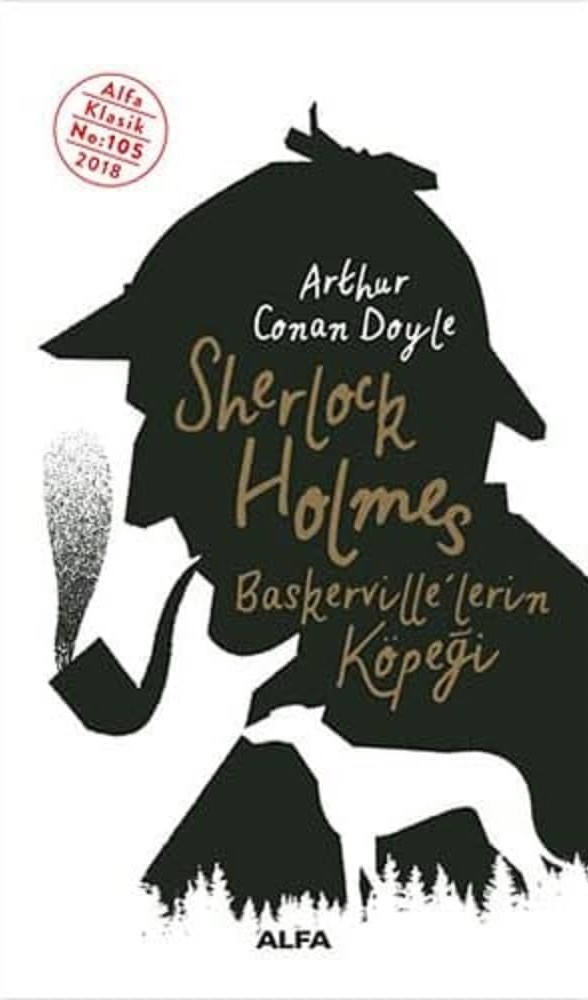 Alfa
Klasik
No:105
2018
Arthur
Conan Doyle
Sherlock
Holmes
Baskerville'lerin
Köpeği
ALFA